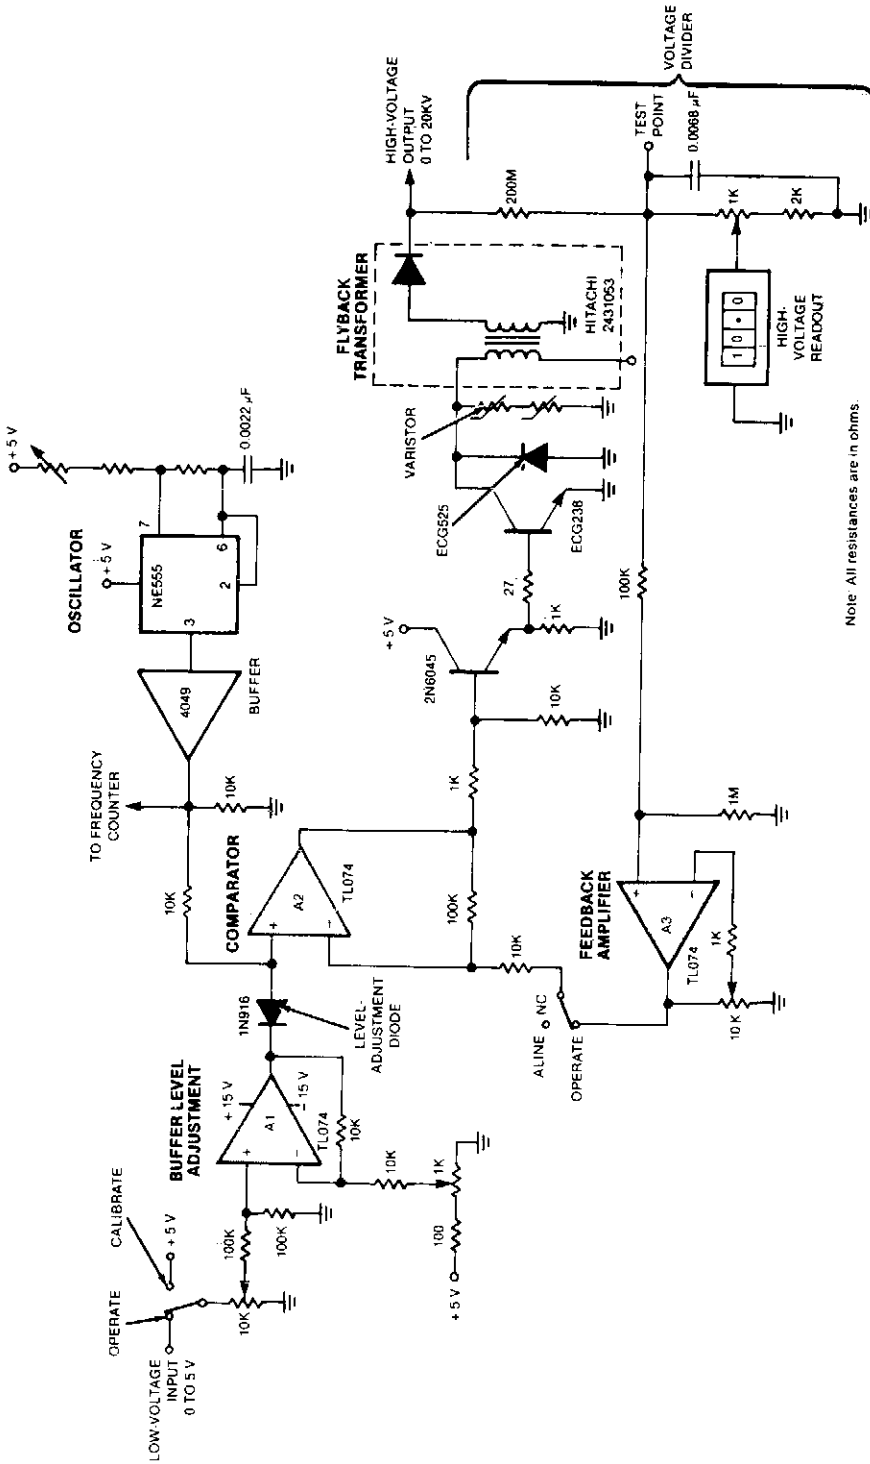 LOW-VOLTAGE
INPUT
0 TO 5 V
OPERATE
CALIBRATE
+ 5 V
10K
100K
100K
BUFFER LEVEL
ADJUSTMENT
+ 15 V
+
A1
–
– 15 V
TL074
10K
10K
1K
100
+ 5 V
1N916
LEVEL-
ADJUSTMENT
DIODE
TO FREQUENCY
COUNTER
10K
10K
COMPARATOR
+
A2
–
TL074
100K
10K
ALINE
NC
OPERATE
4049
BUFFER
OSCILLATOR
+ 5 V
NE555
3
7
6
2
+ 5 V
0.0022 µF
1K
10K
+ 5 V
2N6045
1K
27
ECG238
ECG525
VARISTOR
FLYBACK
TRANSFORMER
HITACHI
2431053
HIGH-VOLTAGE
OUTPUT
0 TO 20KV
200M
VOLTAGE
DIVIDER
TEST
POINT
0.0068 µF
1K
2K
1 0 . 0
HIGH-
VOLTAGE
READOUT
100K
1M
FEEDBACK
AMPLIFIER
+
A3
–
TL074
1K
10 K
Note: All resistances are in ohms.